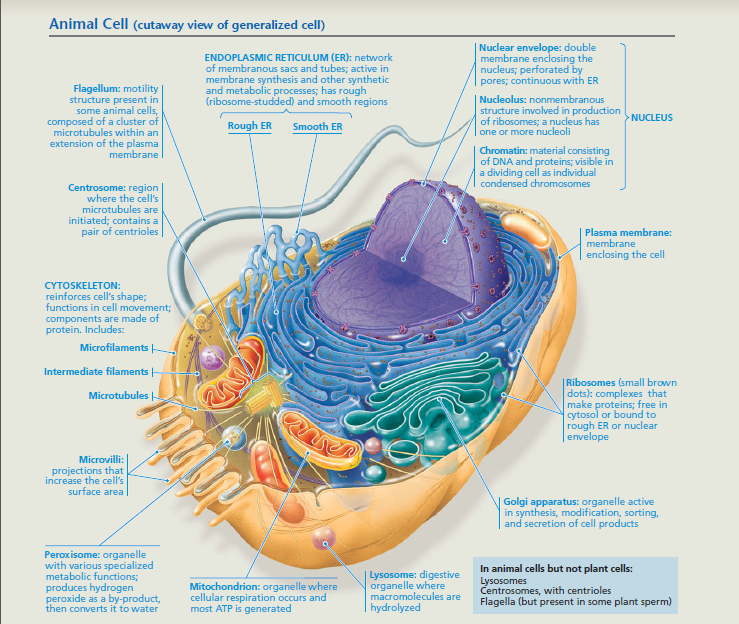 Animal Cell (cutaway view of generalized cell)
ENDOPLASMIC RETICULUM (ER): network
of membranous sacs and tubes; active in
membrane synthesis and other synthetic
and metabolic processes; has rough
(ribosome-studded) and smooth regions
Rough ER
Smooth ER
Nuclear envelope: double
membrane enclosing the
nucleus; perforated by
pores; continuous with ER
Nucleolus: nonmembranous
structure involved in production
of ribosomes; a nucleus has
one or more nucleoli
Chromatin: material consisting
of DNA and proteins; visible in
a dividing cell as individual
condensed chromosomes
NUCLEUS
Flagellum: motility
structure present in
some animal cells,
composed of a cluster of
microtubules within an
extension of the plasma
membrane
Centrosome: region
where the cell's
microtubules are
initiated; contains a
pair of centrioles
Plasma membrane:
membrane
enclosing the cell
CYTOSKELETON:
reinforces cell's shape;
functions in cell movement;
components are made of
protein. Includes:
Microfilaments
Intermediate filaments
Microtubules
Ribosomes (small brown
dots): complexes that
make proteins; free in
cytosol or bound to
rough ER or nuclear
envelope
Microvilli:
projections that
increase the cell's
surface area
Golgi apparatus: organelle active
in synthesis, modification, sorting,
and secretion of cell products
Peroxisome: organelle
with various specialized
metabolic functions;
produces hydrogen
peroxide as a by-product,
then converts it to water
Mitochondrion: organelle where
cellular respiration occurs and
most ATP is generated
Lysosome: digestive
organelle where
macromolecules are
hydrolyzed
In animal cells but not plant cells:
Lysosomes
Centrosomes, with centrioles
Flagella (but present in some plant sperm)